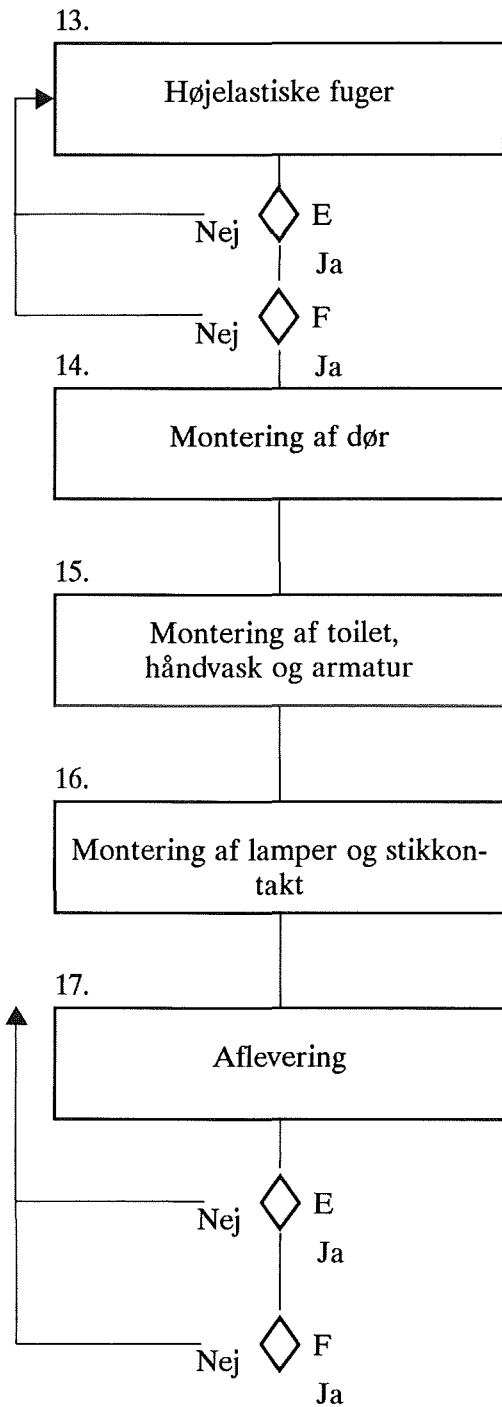 13.
Højelastiske fuger
E
Nej
Ja
F
Nej
Ja
14.
Montering af dør
15.
Montering af toilet,
håndvask og armatur
16.
Montering af lamper og stikkon-
takt
17.
Aflevering
E
Nej
Ja
F
Nej
Ja